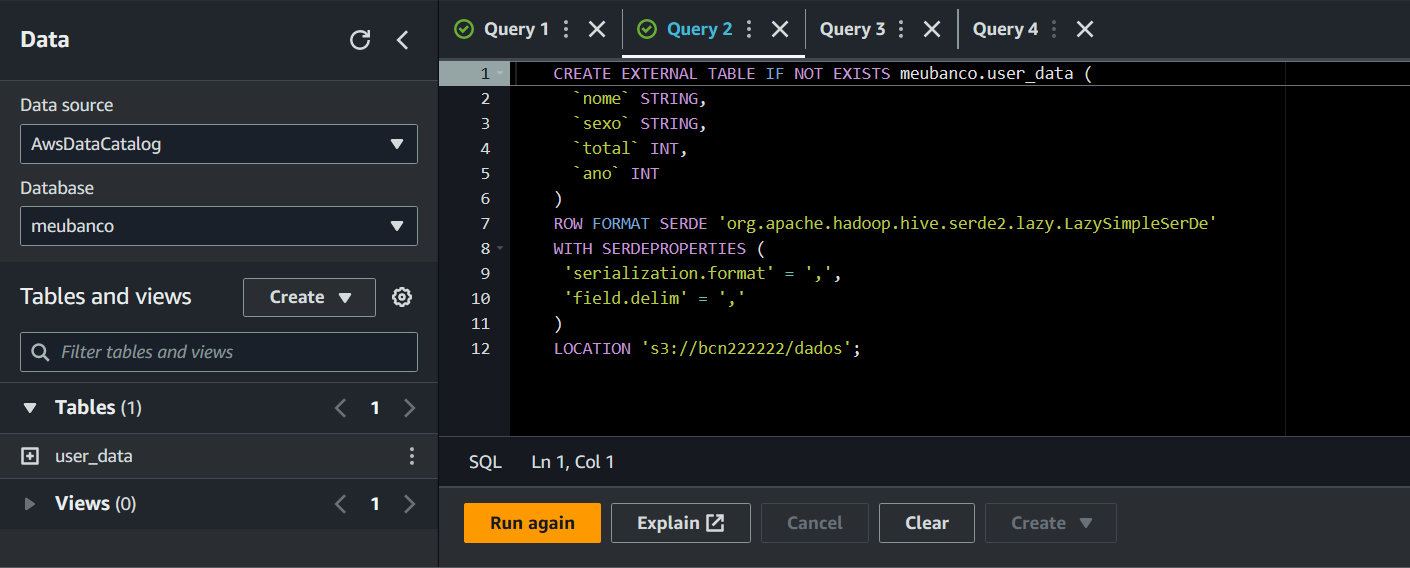 Data
Data source
AwsDataCatalog
Database
meubanco
Tables and views
Create
Filter tables and views
Tables (1)
1
user_data
Views (0)
1
Query 1
Query 2
Query 3
Query 4
1 CREATE EXTERNAL TABLE IF NOT EXISTS meubanco.user_data (
2 `nome` STRING,
3 `sexo` STRING,
4 `total` INT,
5 `ano` INT
6 )
7 ROW FORMAT SERDE 'org.apache.hadoop.hive.serde2.lazy.LazySimpleSerDe'
8 WITH SERDEPROPERTIES (
9 'serialization.format' = ',',
10 'field.delim' = ','
11 )
12 LOCATION 's3://bcn222222/dados';
SQL Ln 1, Col 1
Run again Explain Cancel Clear Create